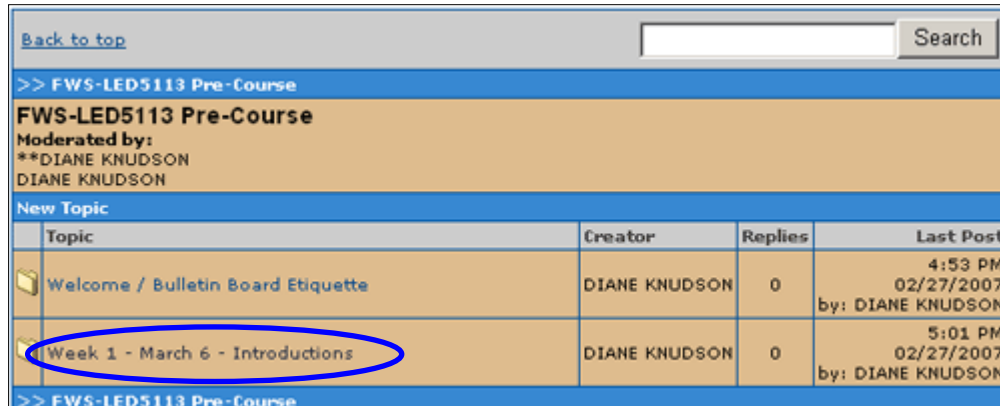 Back to top Search
>> FWS-LED5113 Pre-Course
FWS-LED5113 Pre-Course
Moderated by:
**DIANE KNUDSON
DIANE KNUDSON
New Topic
Topic Creator Replies Last Post
Welcome / Bulletin Board Etiquette DIANE KNUDSON 0 4:53 PM
02/27/2007
by: DIANE KNUDSON
Week 1 - March 6 - Introductions DIANE KNUDSON 0 5:01 PM
02/27/2007
by: DIANE KNUDSON
>> FWS-LED5113 Pre-Course